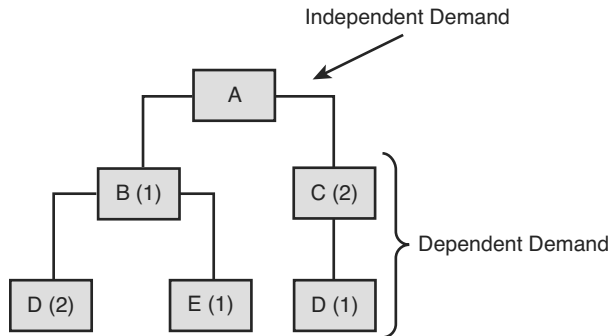 Independent Demand
A
B (1)
C (2)
Dependent Demand
D (2)
E (1)
D (1)